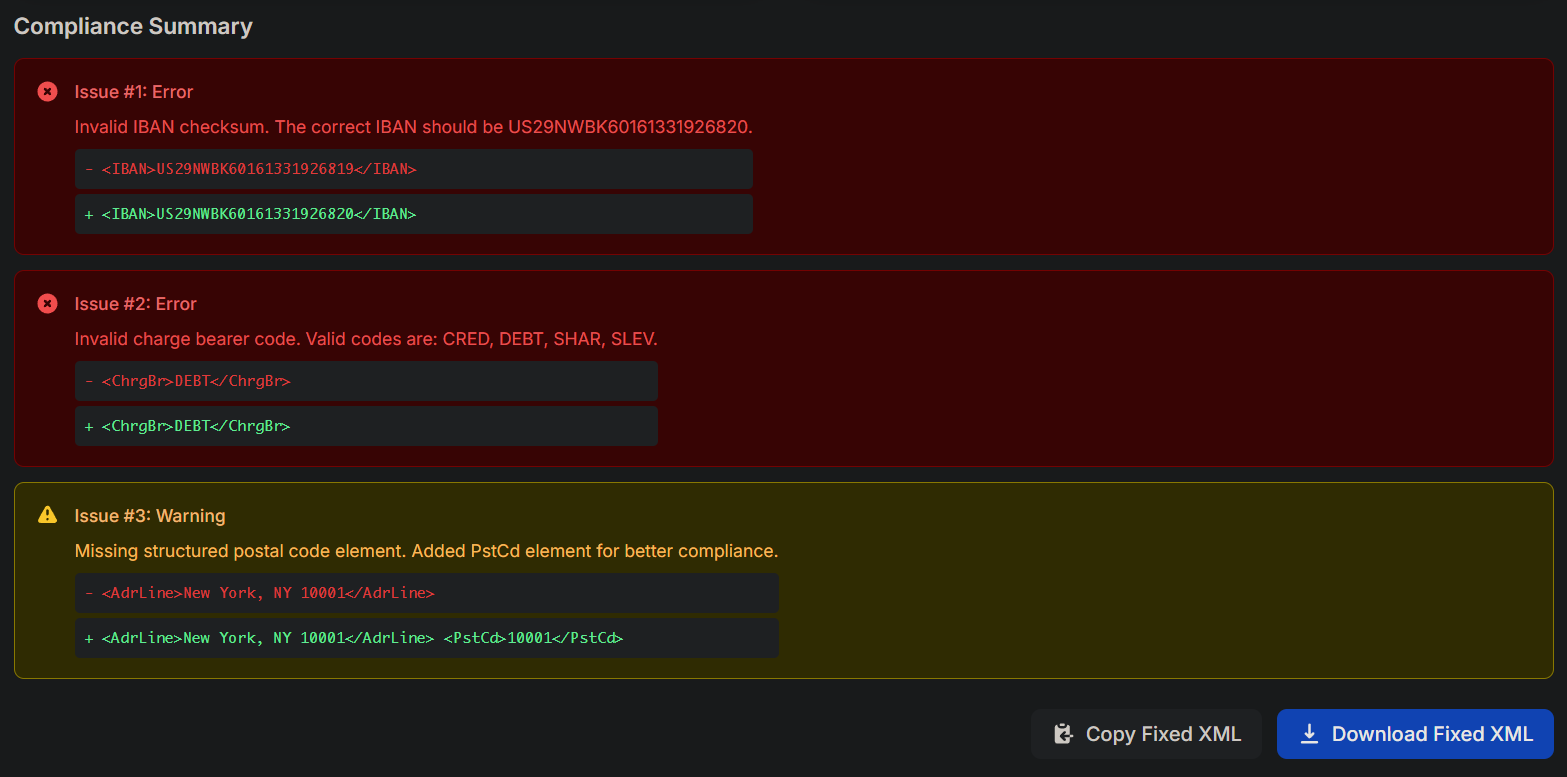 Compliance Summary
Issue #1: Error
Invalid IBAN checksum. The correct IBAN should be US29NWBK60161331926820.
- <IBAN>US29NWBK60161331926819</IBAN>
+ <IBAN>US29NWBK60161331926820</IBAN>
Issue #2: Error
Invalid charge bearer code. Valid codes are: CRED, DEBT, SHAR, SLEV.
- <ChrgBr>DEBT</ChrgBr>
+ <ChrgBr>DEBT</ChrgBr>
Issue #3: Warning
Missing structured postal code element. Added PstCd element for better compliance.
- <AdrLine>New York, NY 10001</AdrLine>
+ <AdrLine>New York, NY 10001</AdrLine> <PstCd>10001</PstCd>
Copy Fixed XML
Download Fixed XML